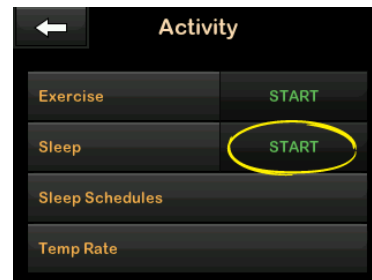 Activity
Exercise START
Sleep START
Sleep Schedules
Temp Rate